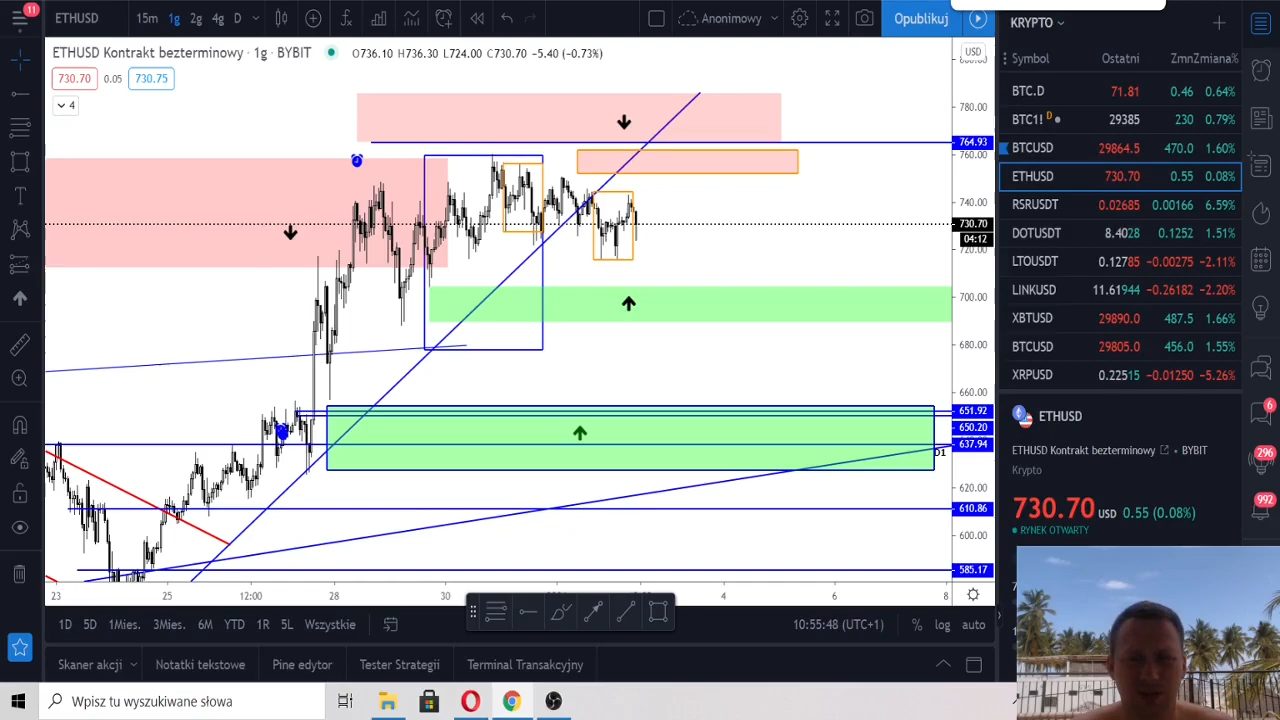 11
ETHUSD 15m 1g 2g 4g D Anonimowy Opublikuj
ETHUSD Kontrakt bezterminowy · 1g · BYBIT O736.10 H736.30 L724.00 C730.70 −5.40 (−0.73%)
730.70 0.05 730.75
4
USD
780.00
764.93
760.00
740.00
730.70
04:12
720.00
700.00
680.00
660.00
651.92
650.20
637.94
D1
620.00
610.86
600.00
585.17
23 25 12:00 28 30 4 6 8
1D 5D 1Mies. 3Mies. 6M YTD 1R 5L Wszystkie 10:55:48 (UTC+1) % log auto
Skaner akcji Notatki tekstowe Pine edytor Tester Strategii Terminal Transakcyjny
KRYPTO
Symbol Ostatni Zmn Zmiana%
BTC.D 71.81 0.46 0.64%
BTC1! D 29385 230 0.79%
BTCUSD 29864.5 470.0 1.60%
ETHUSD 730.70 0.55 0.08%
RSRUSDT 0.02685 0.00166 6.59%
DOTUSDT 8.4028 0.1252 1.51%
LTOUSDT 0.12785 -0.00275 -2.11%
LINKUSD 11.61944 -0.26182 -2.20%
XBTUSD 29890.0 487.5 1.66%
BTCUSD 29805.0 456.0 1.55%
XRPUSD 0.22515 -0.01250 -5.26%
ETHUSD
ETHUSD Kontrakt bezterminowy • BYBIT
Krypto
730.70 USD 0.55 (0.08%)
RYNEK OTWARTY
6
296
992
Wpisz tu wyszukiwane słowa